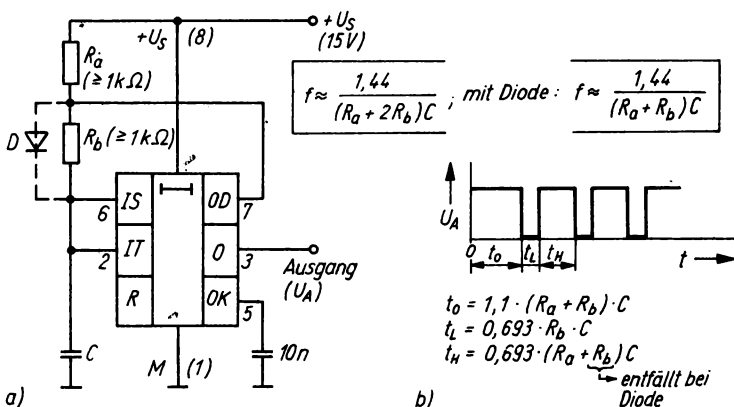 +U_S (8)
+U_S
(15V)
R_a
(≥1kΩ)
D
R_b (≥1kΩ)
f ≈ 1,44 / (R_a + 2R_b) C ; mit Diode: f ≈ 1,44 / (R_a + R_b) C
6 IS OD 7
2 IT O 3
R OK 5
Ausgang
(U_A)
C
M (1)
10n
a)
U_A
0 t_0 t_L t_H t
t_0 = 1,1 · (R_a + R_b) · C
t_L = 0,693 · R_b · C
t_H = 0,693 · (R_a + R_b) C
entfällt bei
Diode
b)